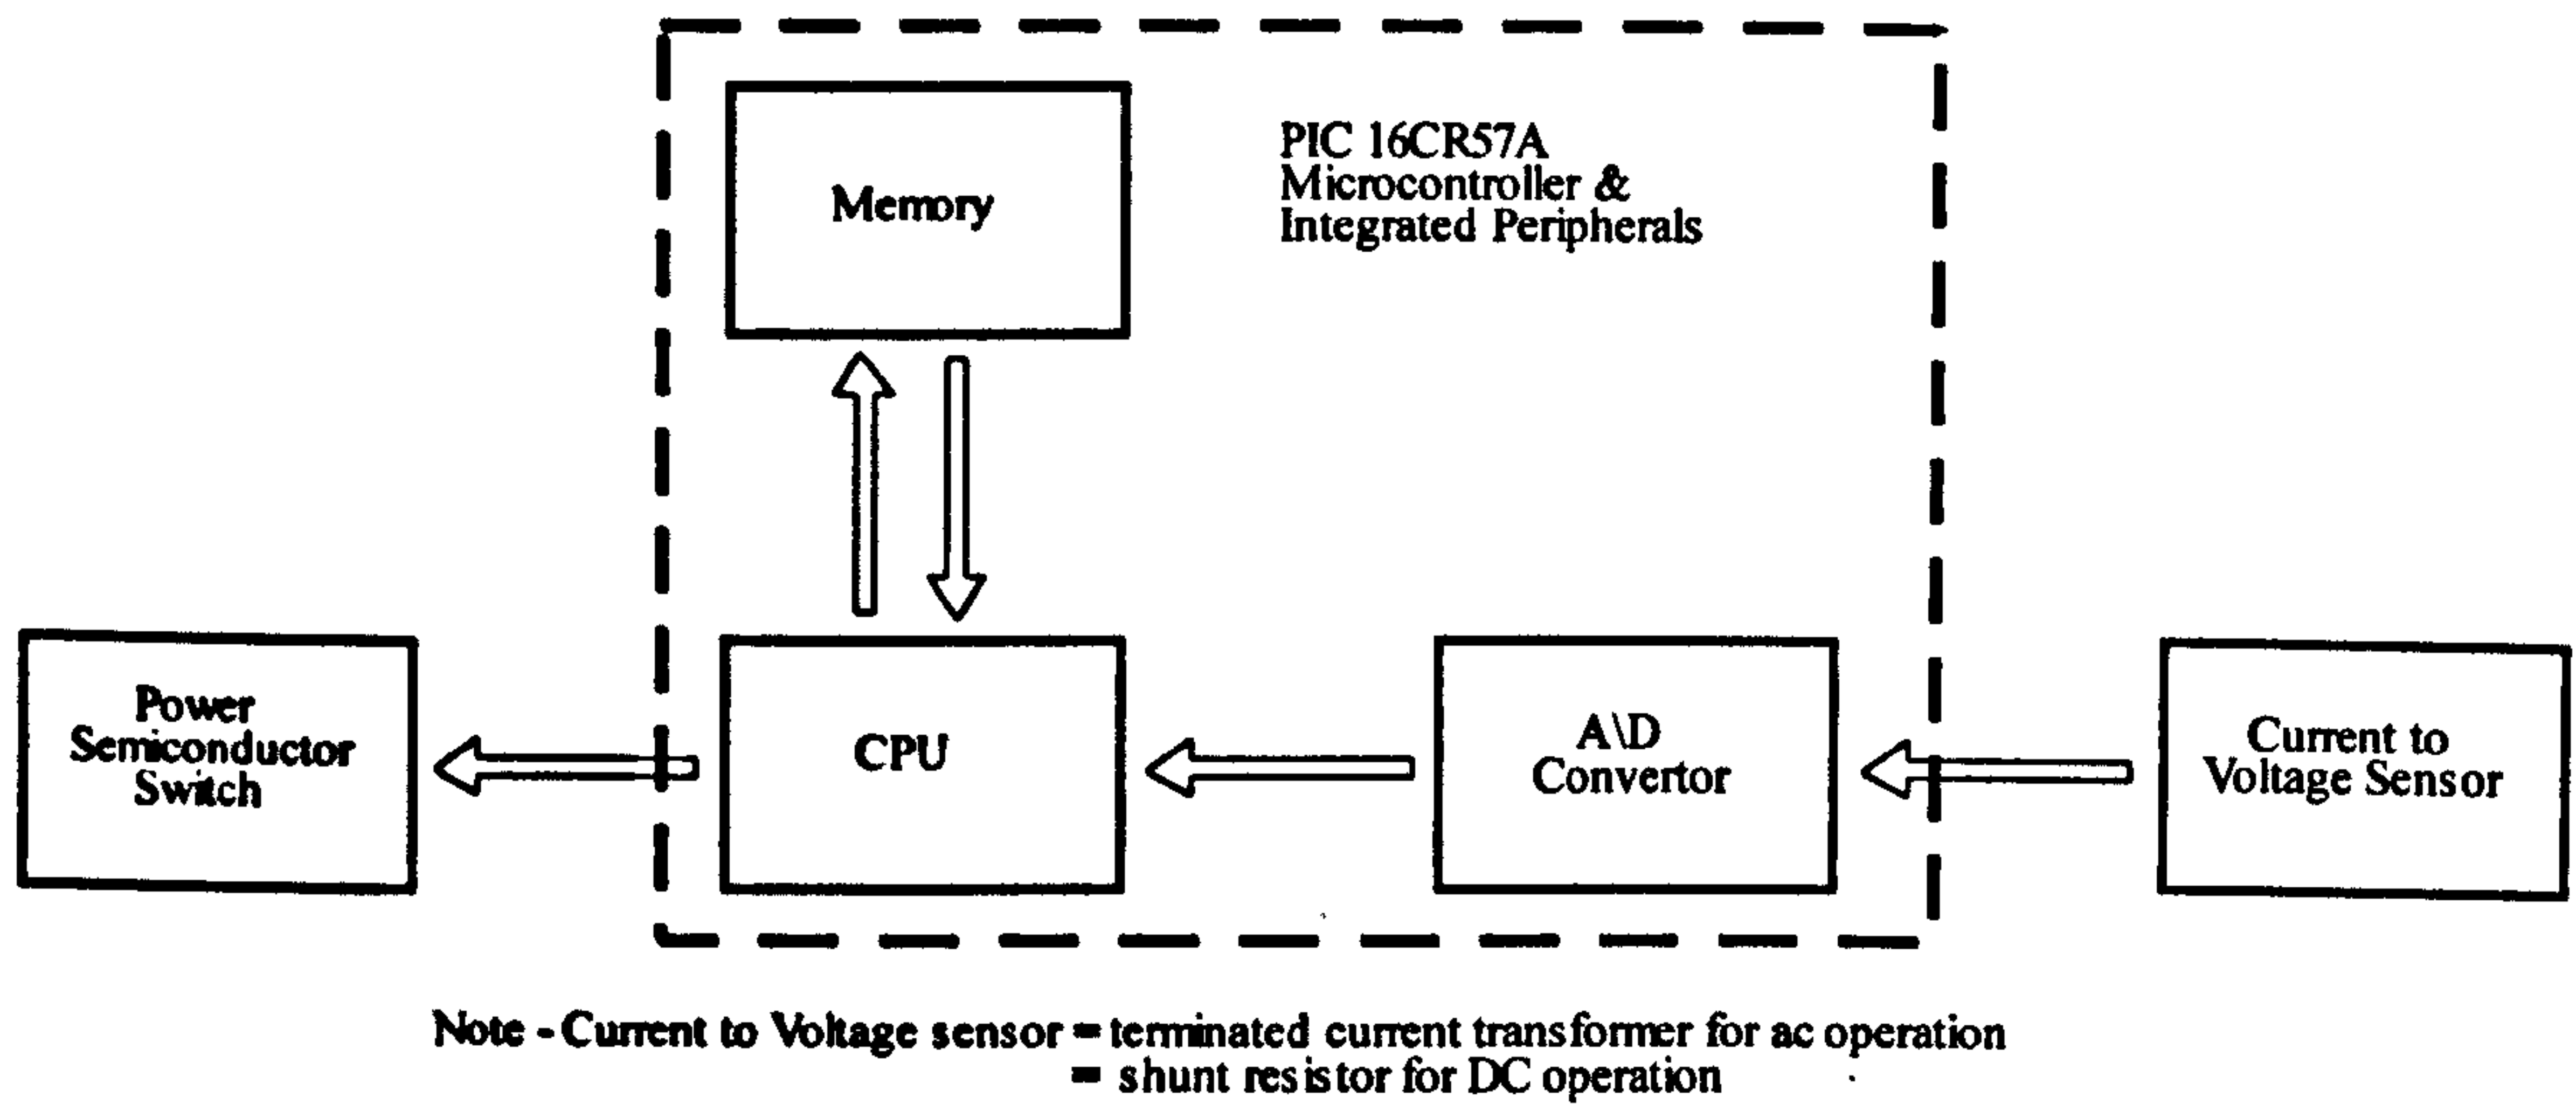 Memory
PIC 16CR57A
Microcontroller &
Integrated Peripherals
Power
Semiconductor
Switch
CPU
A\D
Convertor
Current to
Voltage Sensor
Note - Current to Voltage sensor = terminated current transformer for ac operation
= shunt resistor for DC operation